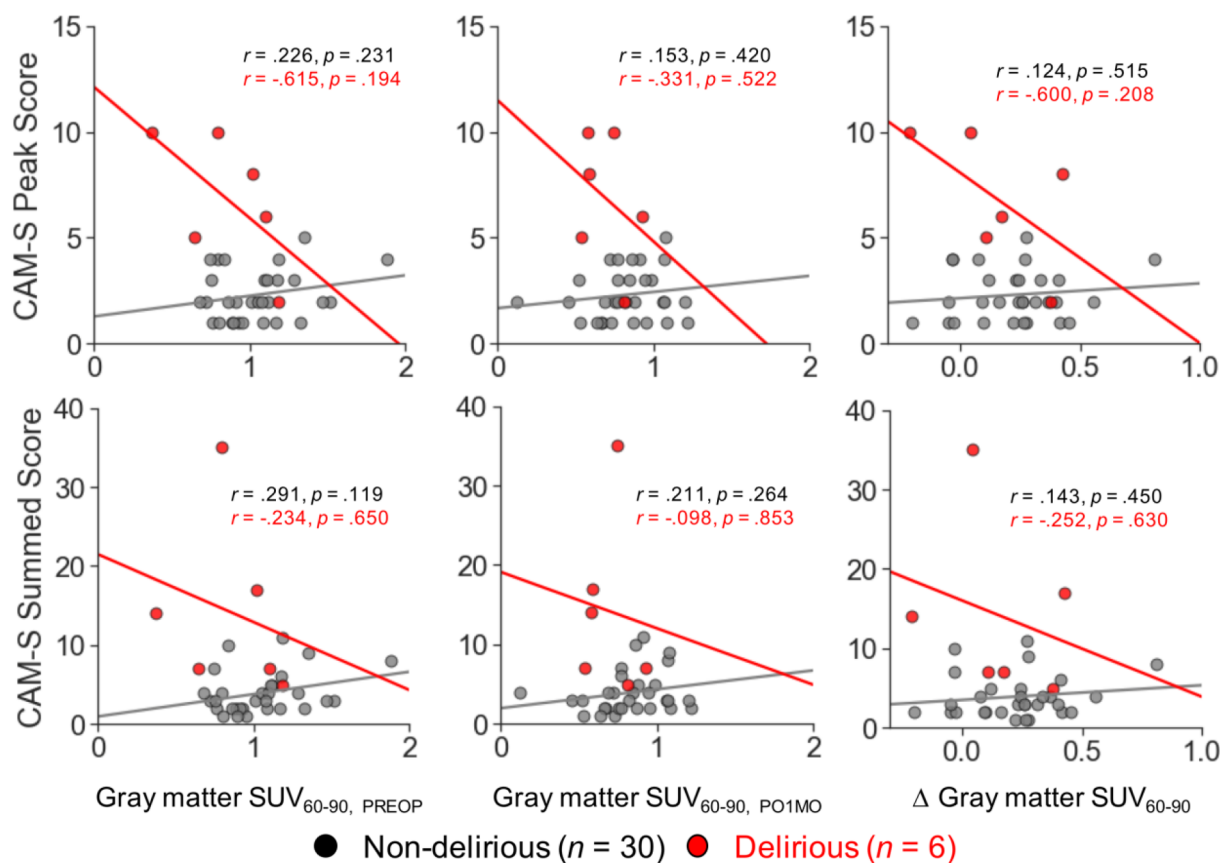 15
10
5
0
CAM-S Peak Score
r = .226, p = .231
r = -.615, p = .194
0 1 2
15
10
5
0
r = .153, p = .420
r = -.331, p = .522
0 1 2
15
10
5
0
r = .124, p = .515
r = -.600, p = .208
0.0 0.5 1.0
40
30
20
10
0
CAM-S Summed Score
r = .291, p = .119
r = -.234, p = .650
0 1 2
Gray matter SUV60-90, PREOP
40
30
20
10
0
r = .211, p = .264
r = -.098, p = .853
0 1 2
Gray matter SUV60-90, PO1MO
40
30
20
10
0
r = .143, p = .450
r = -.252, p = .630
0.0 0.5 1.0
Δ Gray matter SUV60-90
Non-delirious (n = 30) Delirious (n = 6)